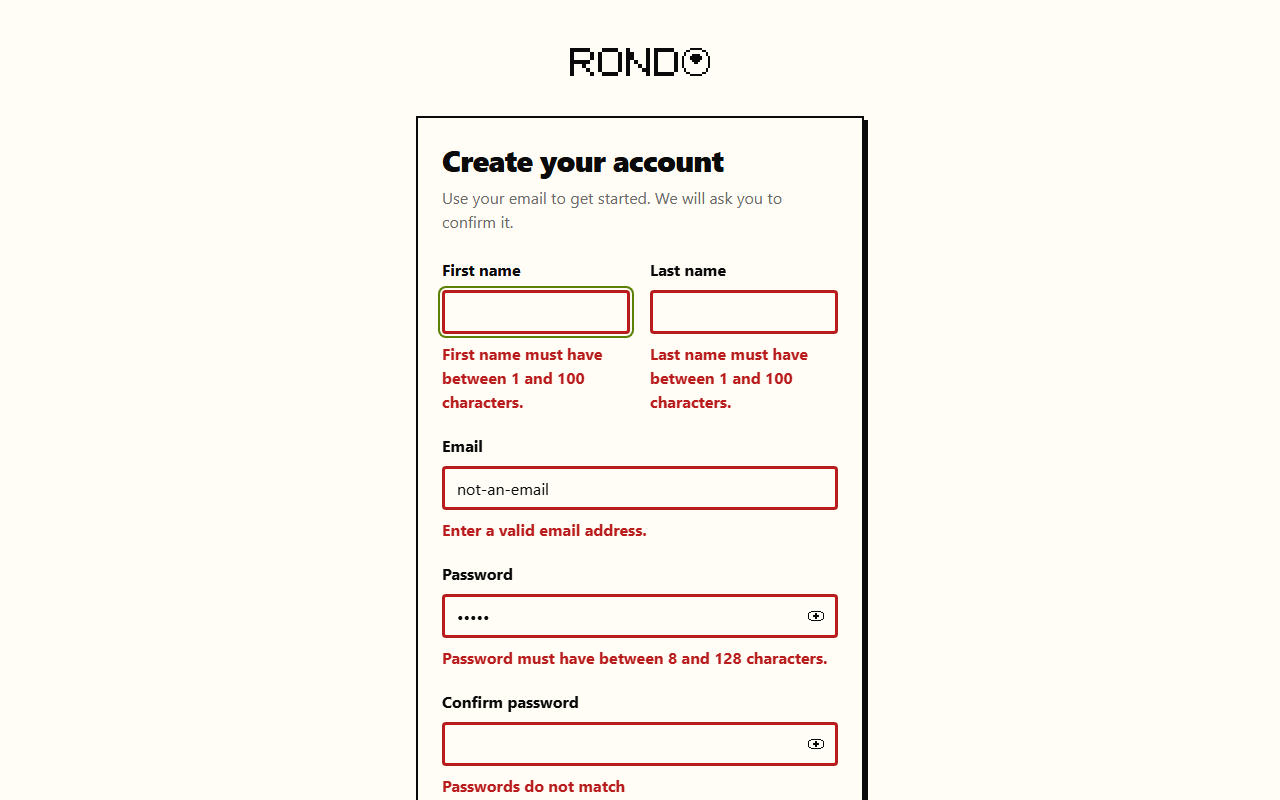 RONDO
Create your account
Use your email to get started. We will ask you to
confirm it.
First name
Last name
First name must have
between 1 and 100
characters.
Last name must have
between 1 and 100
characters.
Email
not-an-email
Enter a valid email address.
Password
•••••
Password must have between 8 and 128 characters.
Confirm password
Passwords do not match